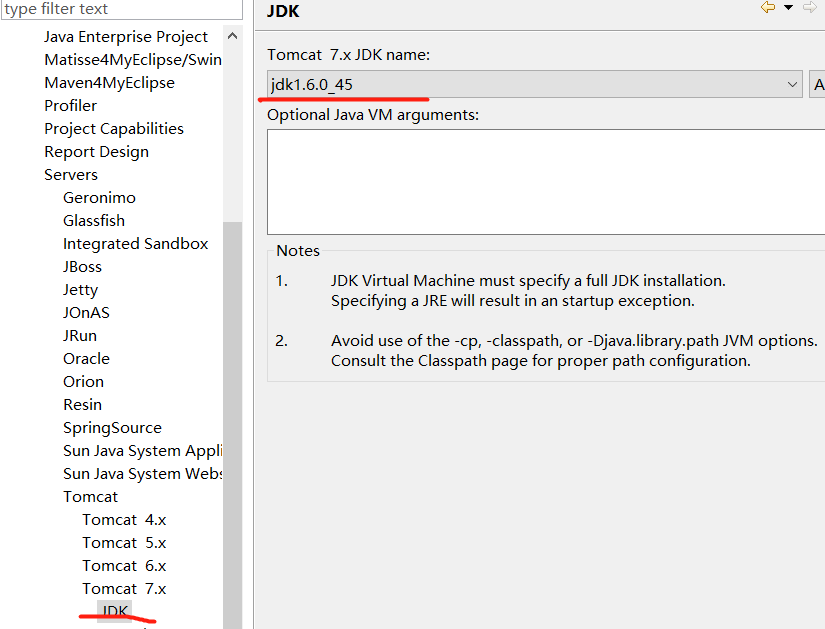 type filter text
Java Enterprise Project
Matisse4MyEclipse/Swin
Maven4MyEclipse
Profiler
Project Capabilities
Report Design
Servers
Geronimo
Glassfish
Integrated Sandbox
JBoss
Jetty
JOnAS
JRun
Oracle
Orion
Resin
SpringSource
Sun Java System Appli
Sun Java System Webs
Tomcat
Tomcat  4.x
Tomcat  5.x
Tomcat  6.x
Tomcat  7.x
JDK
JDK
Tomcat  7.x JDK name:
jdk1.6.0_45
A
Optional Java VM arguments:
Notes
1. JDK Virtual Machine must specify a full JDK installation.
Specifying a JRE will result in an startup exception.
2. Avoid use of the -cp, -classpath, or -Djava.library.path JVM options.
Consult the Classpath page for proper path configuration.